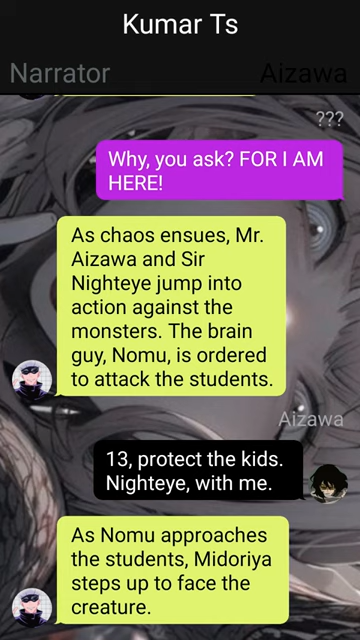 Kumar Ts
Narrator
Aizawa
???
Why, you ask? FOR I AM
HERE!
As chaos ensues, Mr.
Aizawa and Sir
Nighteye jump into
action against the
monsters. The brain
guy, Nomu, is ordered
to attack the students.
Aizawa
13, protect the kids.
Nighteye, with me.
As Nomu approaches
the students, Midoriya
steps up to face the
creature.